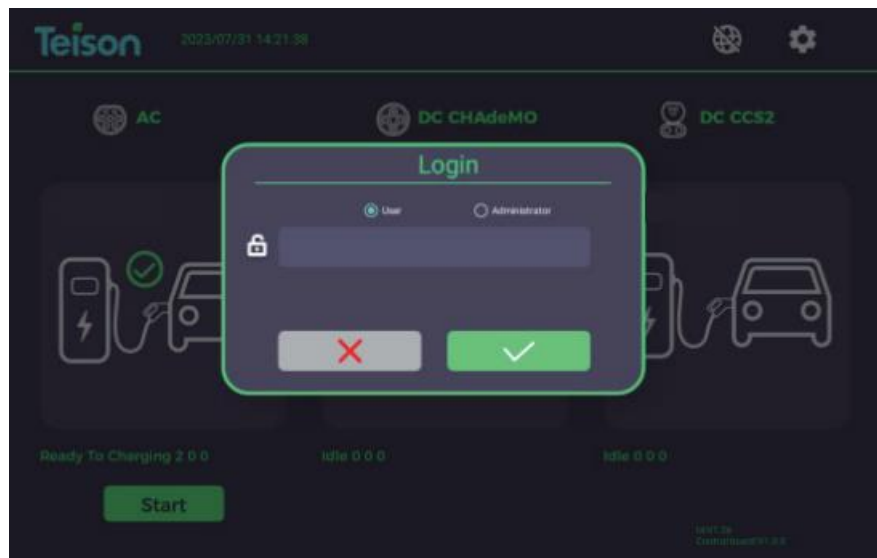 Teison 2023/07/31 14:21:38
AC DC CHAdeMO DC CCS2
Login
User Administrator
Ready To Charging 2 0 0 Idle 0 0 0 Idle 0 0 0
Start